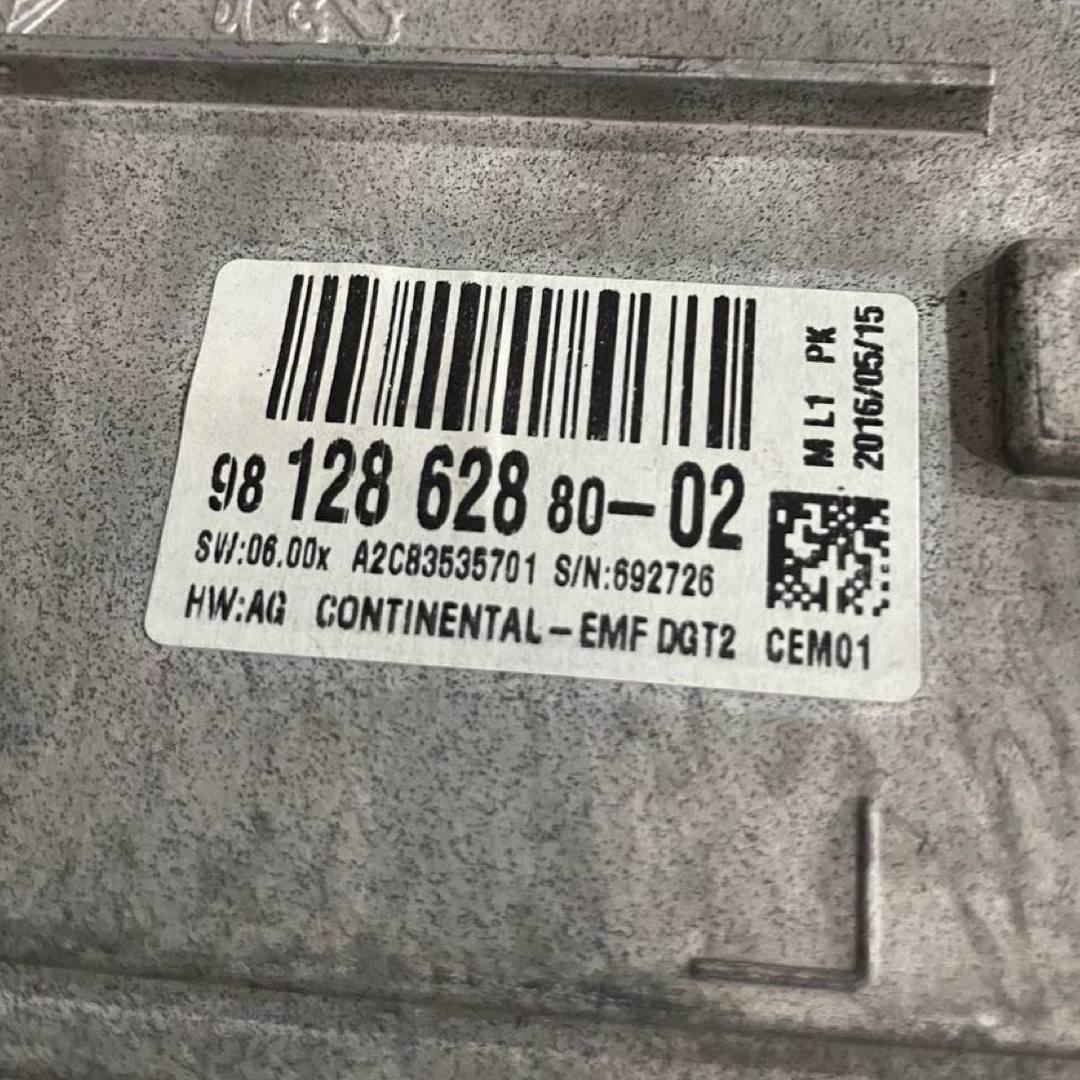 98 128 628 80-02
SW:06.00x A2C83535701 S/N:692726
HW:AG CONTINENTAL-EMF DGT2 CEM01
ML1 PK
2016/05/15